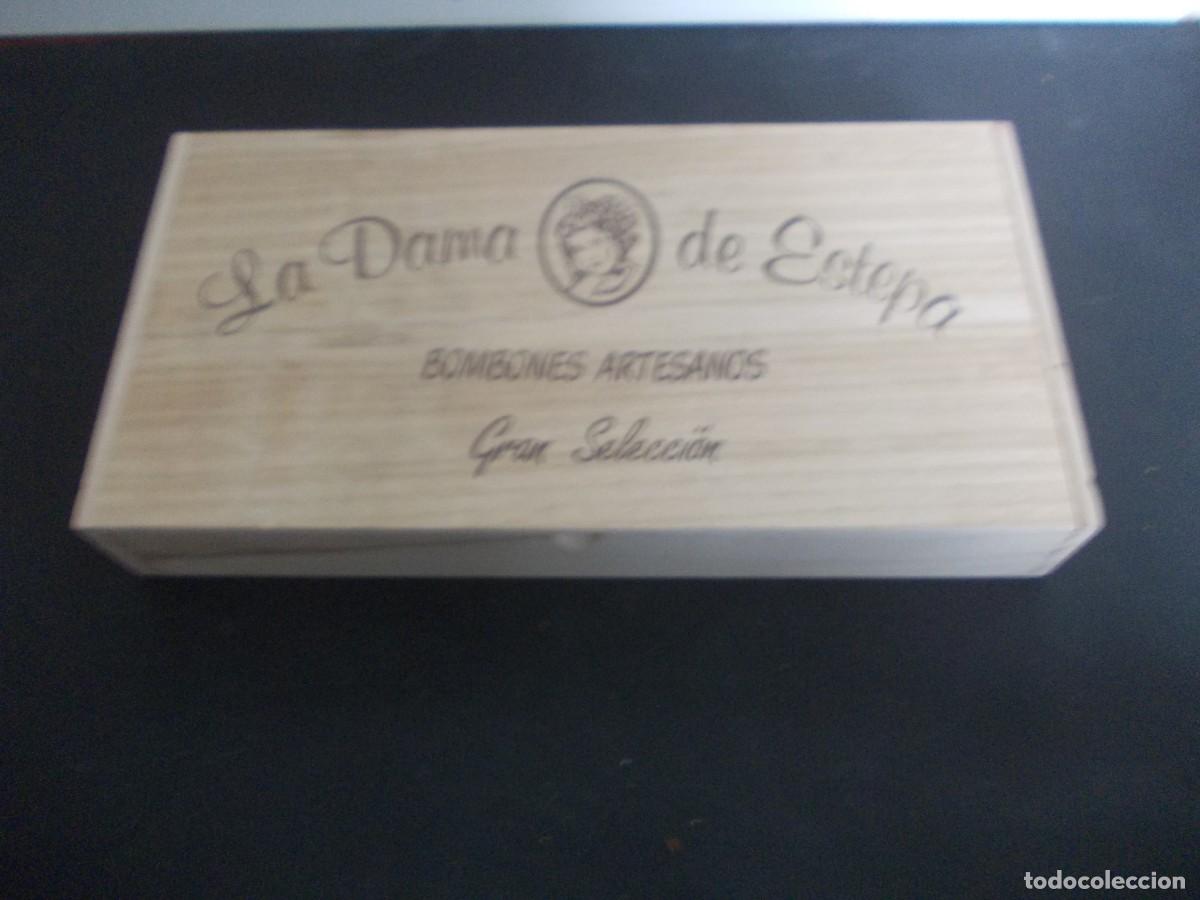 La Dama de Estepa
BOMBONES ARTESANOS
Gran Selección
todocoleccion